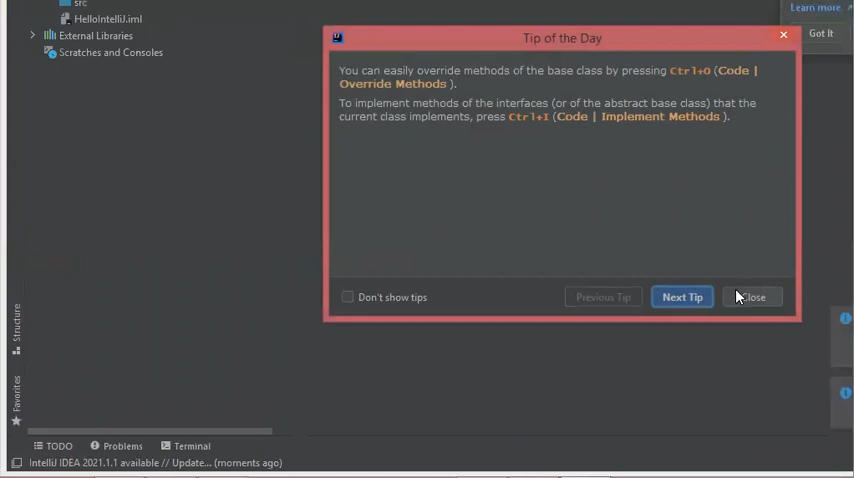 src
Learn more
HelloIntelliJ.iml
Got It
External Libraries
Tip of the Day
Scratches and Consoles
You can easily override methods of the base class by pressing Ctrl+O (Code |
Override Methods ).
To implement methods of the interfaces (or of the abstract base class) that the
current class implements, press Ctrl+I (Code | Implement Methods ).
Don't show tips
Previous Tip
Next Tip
Close
Structure
Favorites
TODO
Problems
Terminal
IntelliJ IDEA 2021.1.1 available // Update... (moments ago)